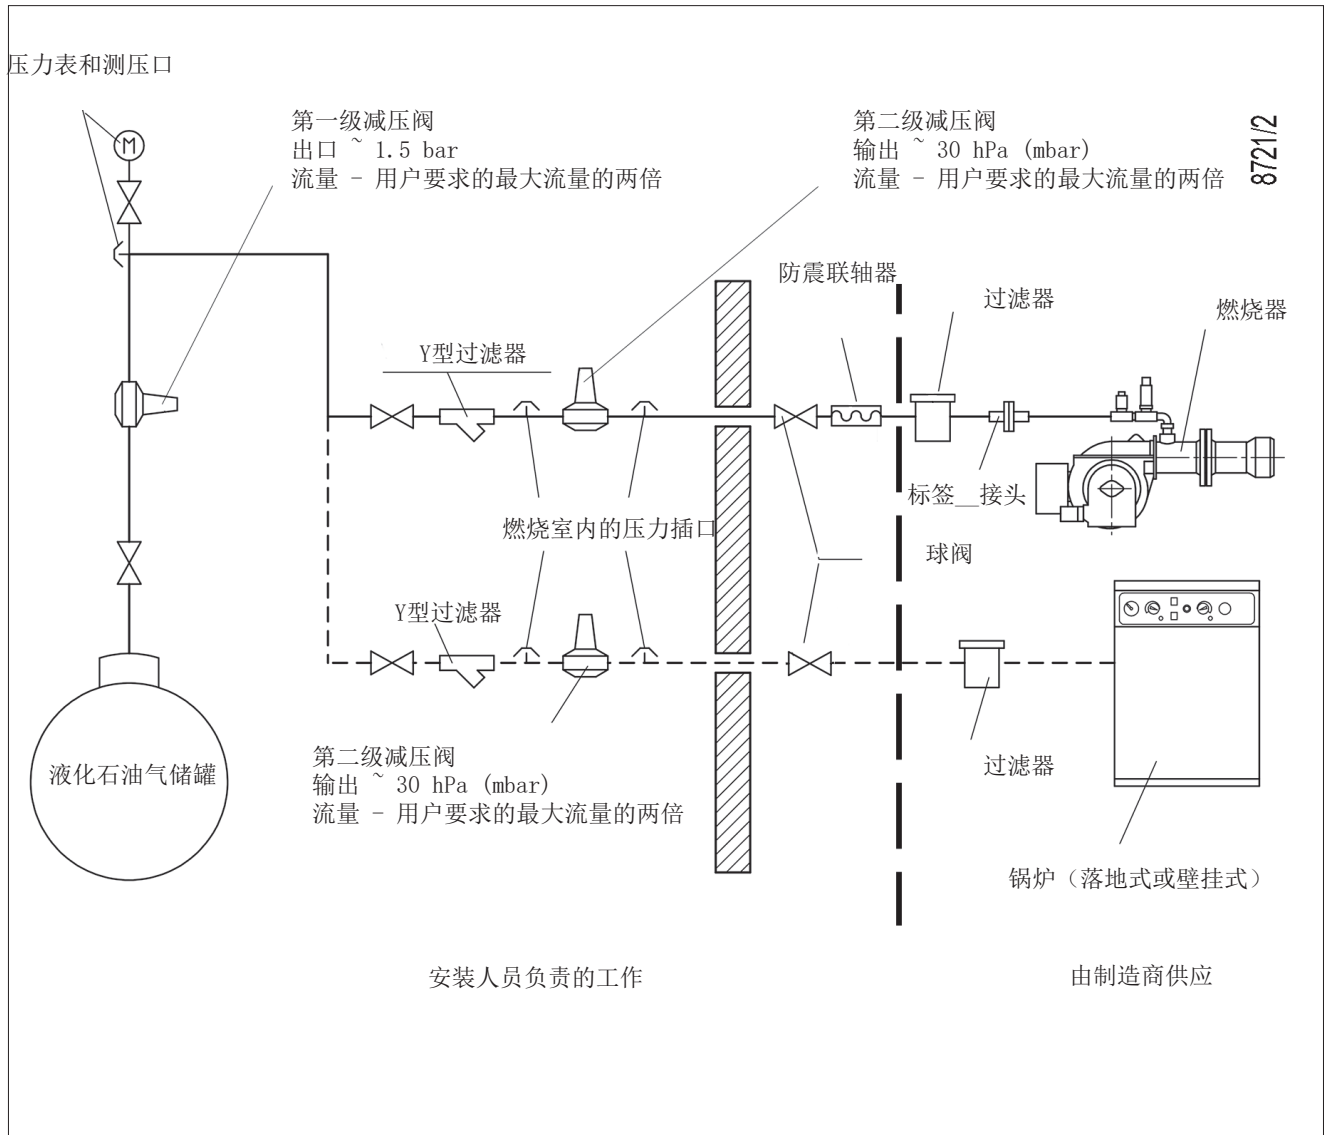 压力表和测压口
M
第一级减压阀
出口 ~ 1.5 bar
流量 - 用户要求的最大流量的两倍
第二级减压阀
输出 ~ 30 hPa (mbar)
流量 - 用户要求的最大流量的两倍
8721/2
防震联轴器
过滤器
燃烧器
Y型过滤器
标签__接头
燃烧室内的压力插口
球阀
Y型过滤器
第二级减压阀
输出 ~ 30 hPa (mbar)
流量 - 用户要求的最大流量的两倍
液化石油气储罐
过滤器
锅炉（落地式或壁挂式）
安装人员负责的工作
由制造商供应